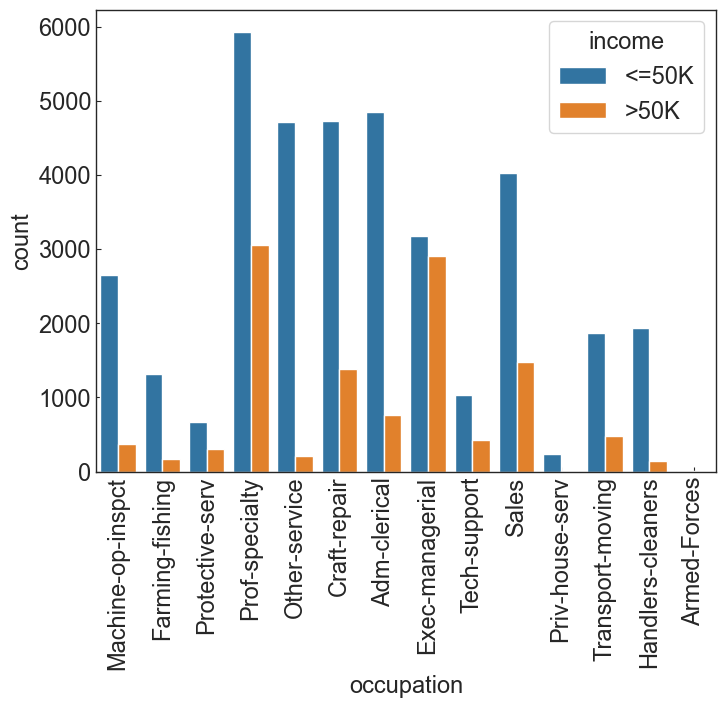 income
<=50K
>50K
6000
5000
4000
3000
2000
1000
0
count
Machine-op-inspct
Farming-fishing
Protective-serv
Prof-specialty
Other-service
Craft-repair
Adm-clerical
Exec-managerial
Tech-support
Sales
Priv-house-serv
Transport-moving
Handlers-cleaners
Armed-Forces
occupation